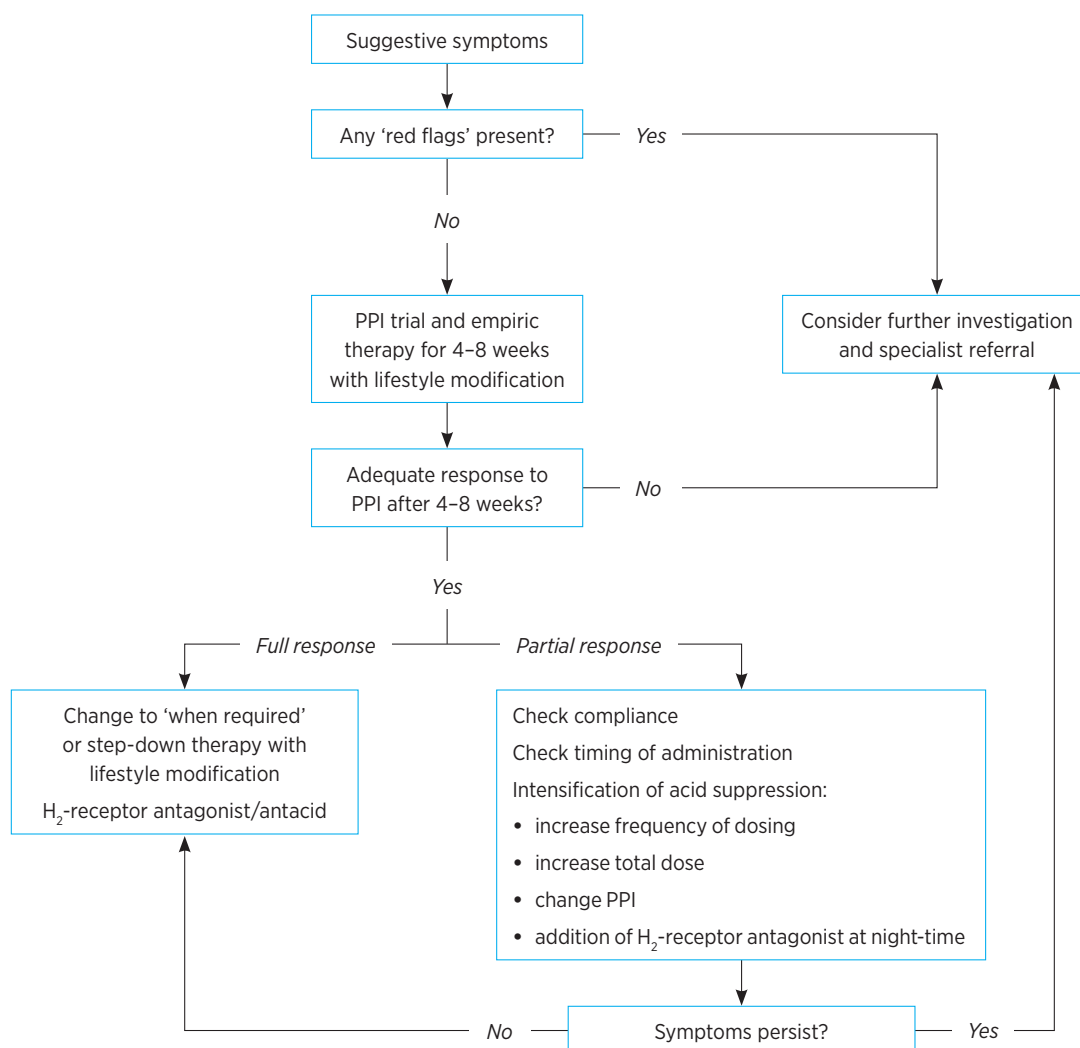 Suggestive symptoms
Any ‘red flags’ present?
Yes
No
PPI trial and empiric
therapy for 4–8 weeks
with lifestyle modification
Consider further investigation
and specialist referral
Adequate response to
PPI after 4–8 weeks?
No
Yes
Full response
Partial response
Change to ‘when required’
or step-down therapy with
lifestyle modification
H₂-receptor antagonist/antacid
Check compliance
Check timing of administration
Intensification of acid suppression:
• increase frequency of dosing
• increase total dose
• change PPI
• addition of H₂-receptor antagonist at night-time
No
Symptoms persist?
Yes